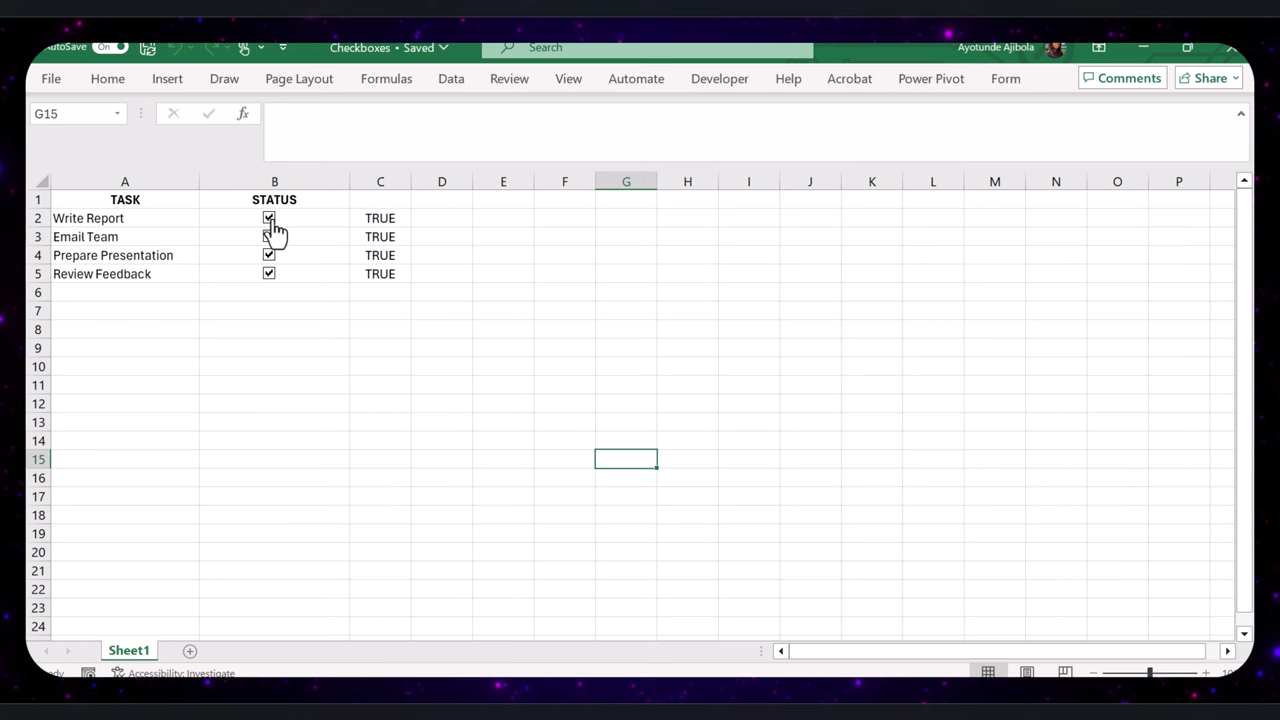 AutoSave On Checkboxes • Saved Search Ayotunde Ajibola
File Home Insert Draw Page Layout Formulas Data Review View Automate Developer Help Acrobat Power Pivot Form Comments Share
G15 fx
A B C D E F G H I J K L M N O P
1 TASK STATUS
2 Write Report TRUE
3 Email Team TRUE
4 Prepare Presentation TRUE
5 Review Feedback TRUE
6
7
8
9
10
11
12
13
14
15
16
17
18
19
20
21
22
23
24
Sheet1
Accessibility: Investigate